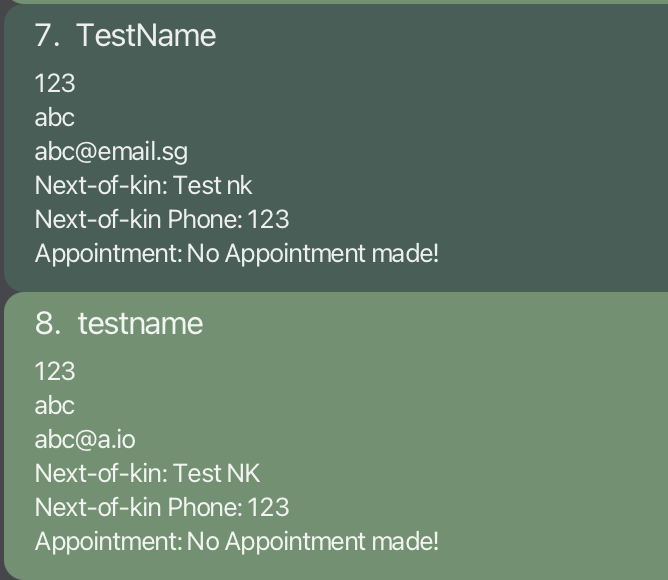 7. TestName
123
abc
abc@email.sg
Next-of-kin: Test nk
Next-of-kin Phone: 123
Appointment: No Appointment made!
8. testname
123
abc
abc@a.io
Next-of-kin: Test NK
Next-of-kin Phone: 123
Appointment: No Appointment made!